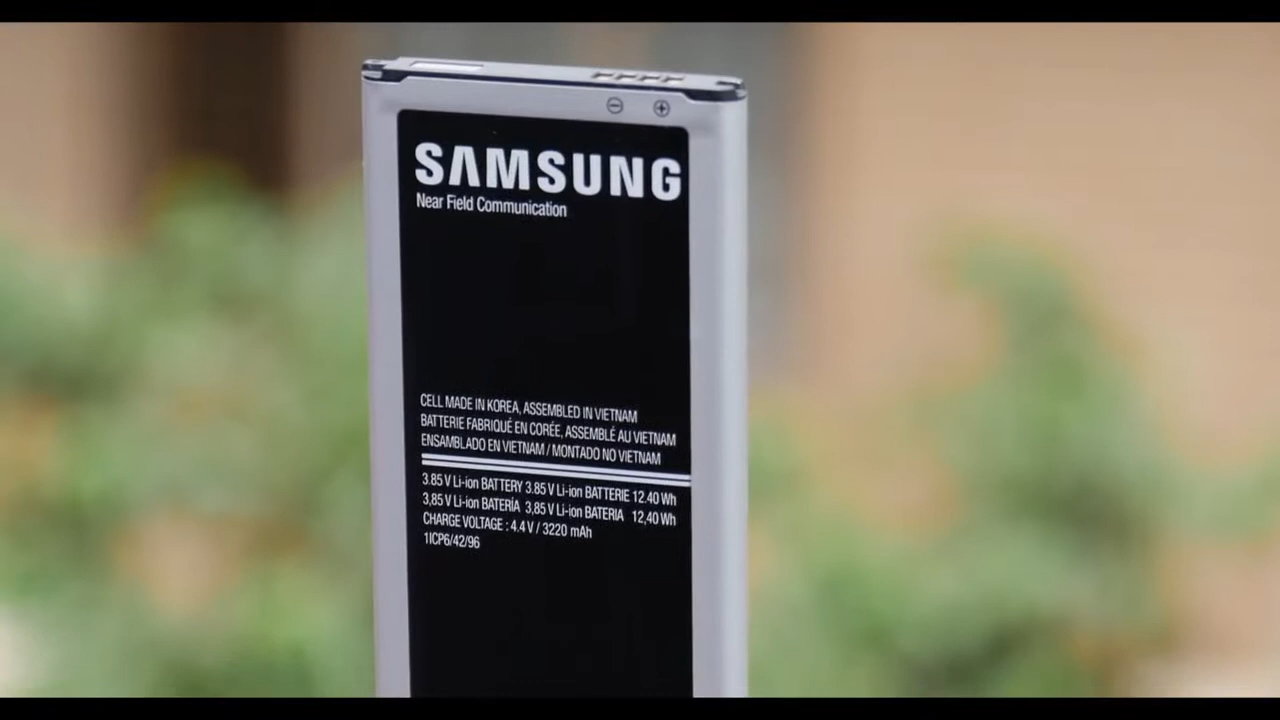 SAMSUNG
Near Field Communication
CELL MADE IN KOREA, ASSEMBLED IN VIETNAM
BATTERIE FABRIQUÉ EN CORÉE, ASSEMBLÉ AU VIETNAM
ENSAMBLADO EN VIETNAM / MONTADO NO VIETNAM
3.85 V Li-ion BATTERY 3.85 V Li-ion BATTERIE 12.40 Wh
3,85 V Li-ion BATERÍA 3,85 V Li-ion BATERIA 12,40 Wh
CHARGE VOLTAGE : 4.4 V / 3220 mAh
1ICP6/42/96